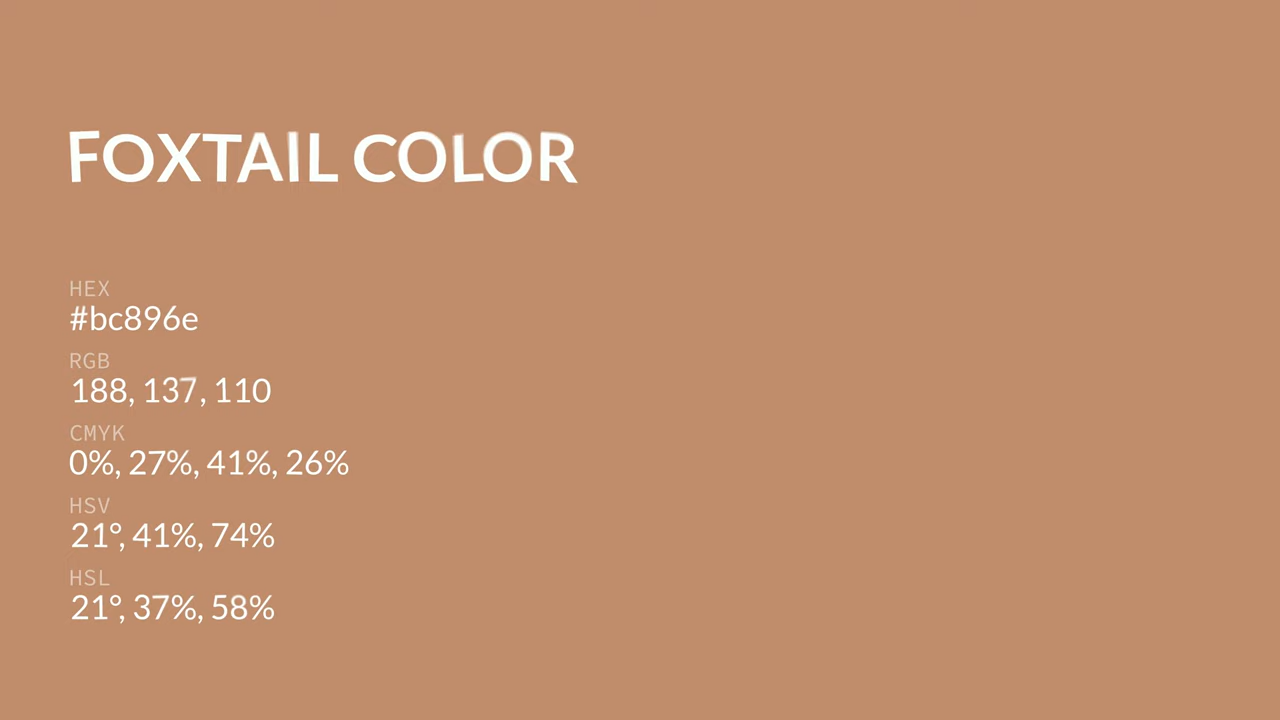 FOXTAIL COLOR
HEX
#bc896e
RGB
188, 137, 110
CMYK
0%, 27%, 41%, 26%
HSV
21°, 41%, 74%
HSL
21°, 37%, 58%